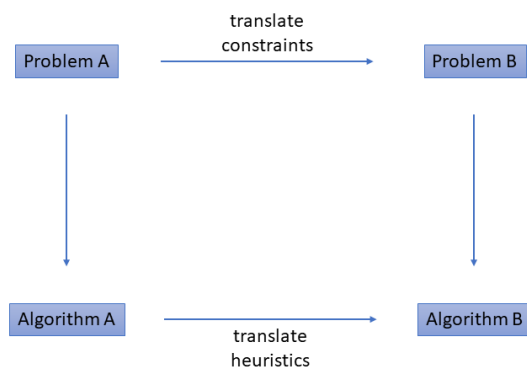 translate
constraints
Problem A
Problem B
Algorithm A
Algorithm B
translate
heuristics